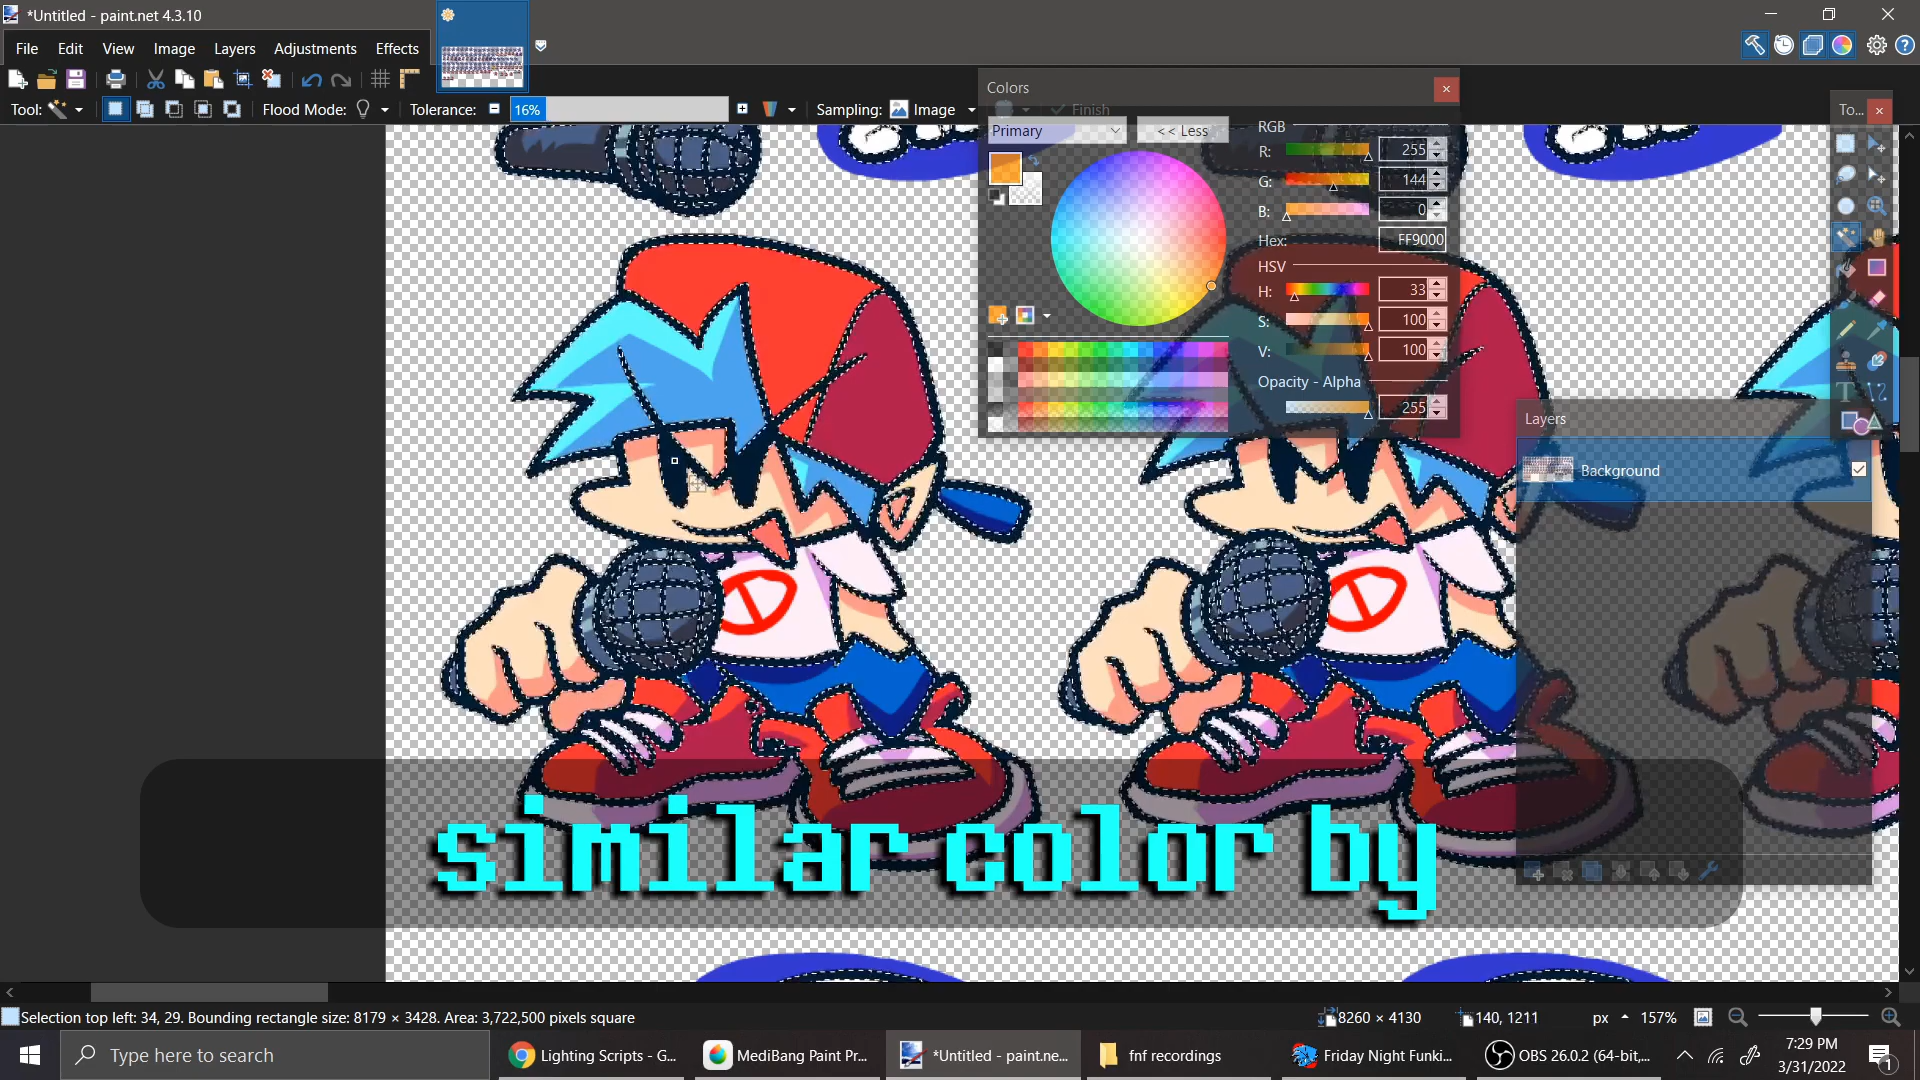 *Untitled - paint.net 4.3.10
File Edit View Image Layers Adjustments Effects
Tool: Flood Mode: Tolerance: 16% Sampling: Image Finish
Colors
Primary
<< Less
RGB
R: 255
G: 144
B: 0
Hex: FF9000
HSV
H: 33
S: 100
V: 100
Opacity - Alpha
255
To...
Layers
Background
similar color by
Selection top left: 34, 29. Bounding rectangle size: 8179 × 3428. Area: 3,722,500 pixels square
8260 × 4130
140, 1211
px
157%
Type here to search
Lighting Scripts - G...
MediBang Paint Pr...
*Untitled - paint.ne...
fnf recordings
Friday Night Funki...
OBS 26.0.2 (64-bit,...
7:29 PM
3/31/2022
1